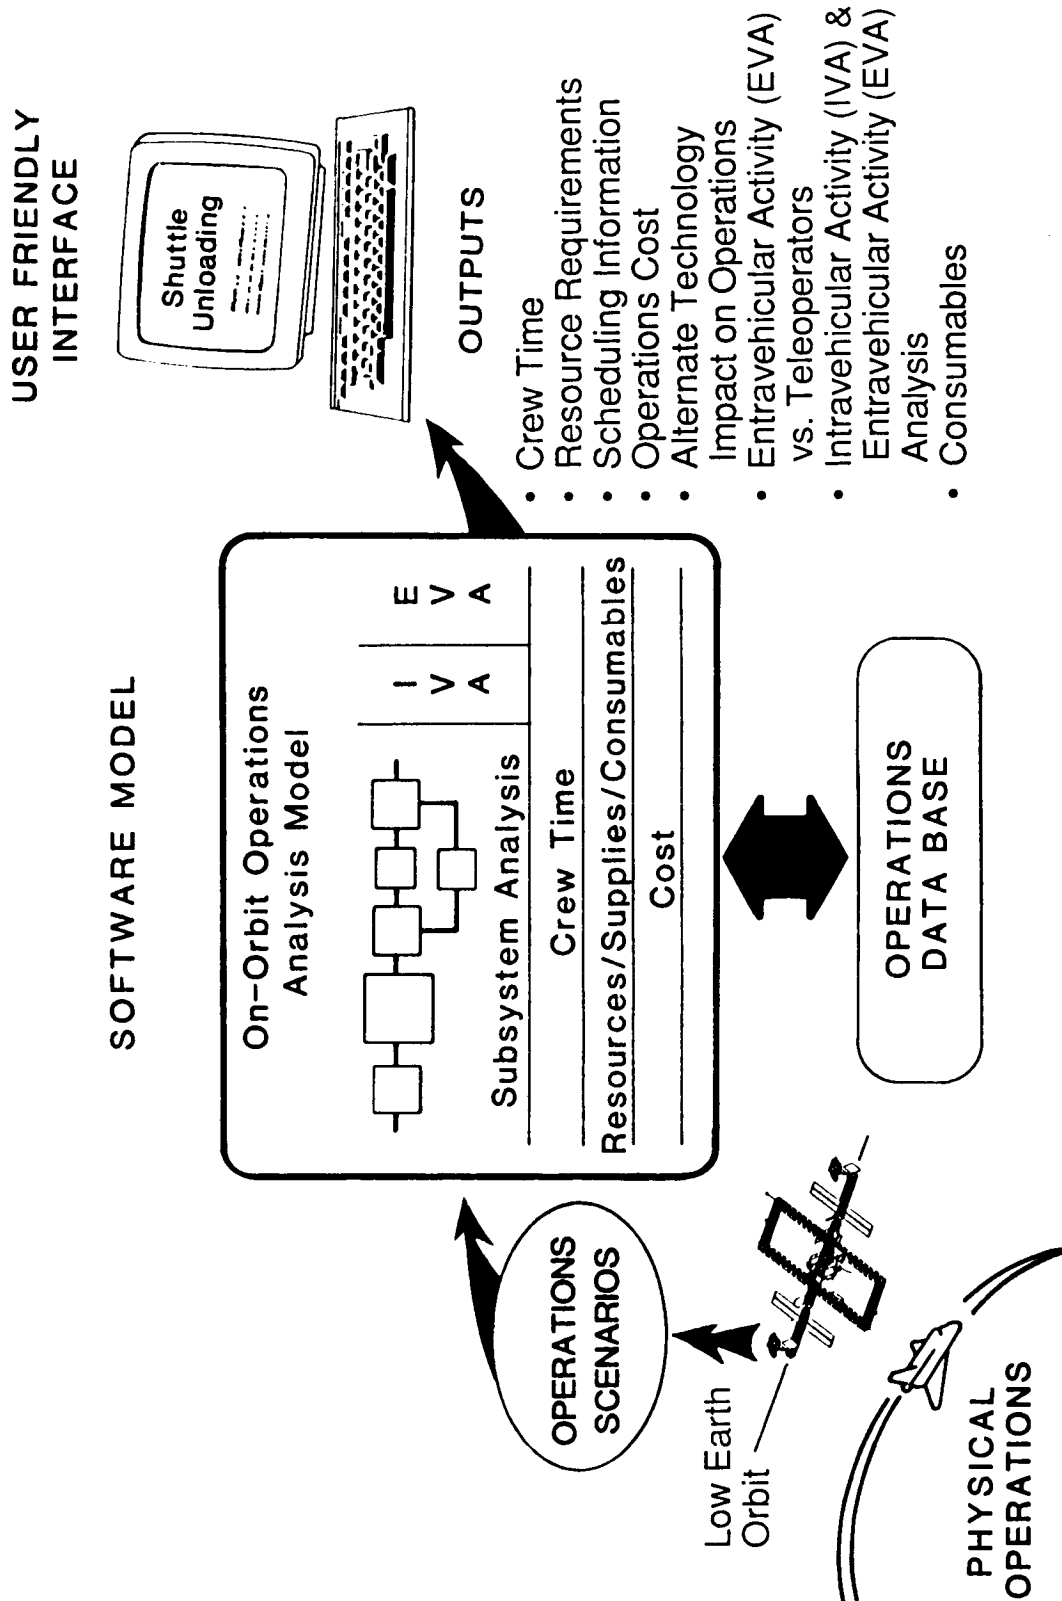 PHYSICAL
OPERATIONS
Low Earth
Orbit
OPERATIONS
SCENARIOS
SOFTWARE MODEL
On-Orbit Operations
Analysis Model
Subsystem Analysis
I
V
A
E
V
A
Crew Time
Resources/Supplies/Consumables
Cost
OPERATIONS
DATA BASE
USER FRIENDLY
INTERFACE
Shuttle
Unloading
OUTPUTS
• Crew Time
• Resource Requirements
• Scheduling Information
• Operations Cost
• Alternate Technology
Impact on Operations
• Entravehicular Activity (EVA)
vs. Teleoperators
• Intravehicular Activity (IVA) &
Entravehicular Activity (EVA)
Analysis
• Consumables